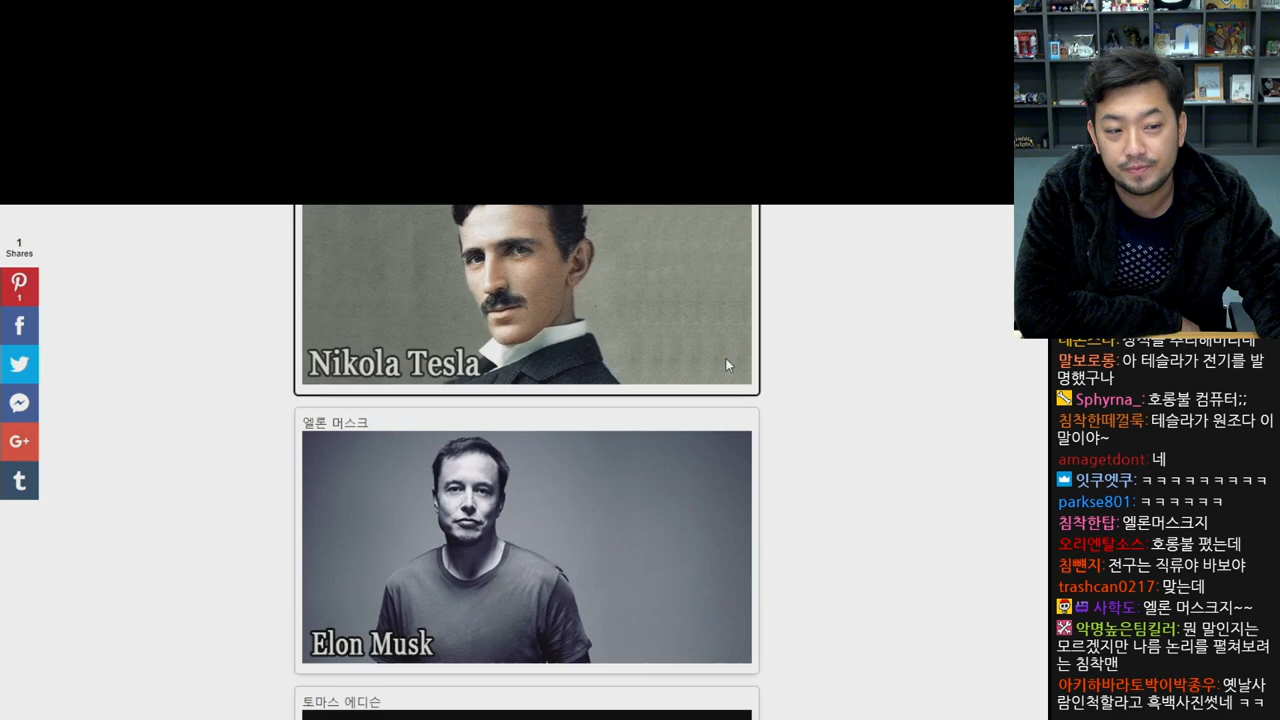 1
Shares
1
Nikola Tesla
엘론 머스크
Elon Musk
토마스 에디슨
말보로롱: 아 테슬라가 전기를 발
명했구나
Sphyrna_: 호롱불 컴퓨터;;
침착한떼껄룩: 테슬라가 원조다 이
말이야~
amagetdont: 네
잇쿠엣쿠: ㅋㅋㅋㅋㅋㅋㅋㅋㅋ
parkse801: ㅋㅋㅋㅋㅋㅋ
침착한탑: 엘론머스크지
오리엔탈소스: 호롱불 폈는데
침뺀지: 전구는 직류야 바보야
trashcan0217: 맞는데
사학도: 엘론 머스크지~~
악명높은팀킬러: 뭔 말인지는
모르겠지만 나름 논리를 펼쳐보려
는 침착맨
아키하바라토박이박종우: 옛날사
람인척할라고 흑백사진썻네 ㅋㅋ